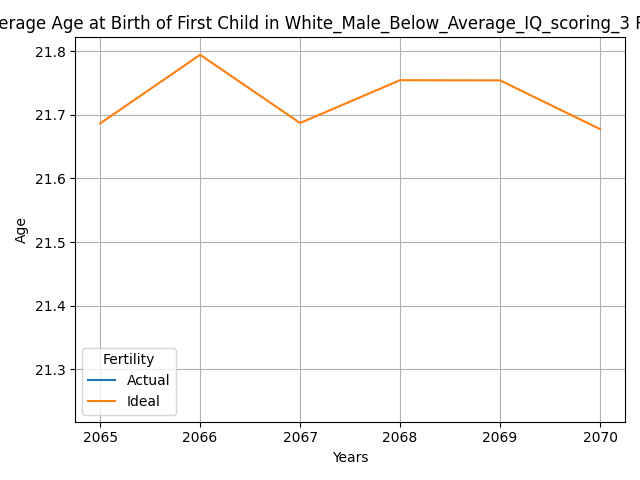 erage Age at Birth of First Child in White_Male_Below_Average_IQ_scoring_3
21.8
21.7
21.6
21.5
21.4
21.3
Age
Fertility
Actual
Ideal
2065 2066 2067 2068 2069 2070
Years